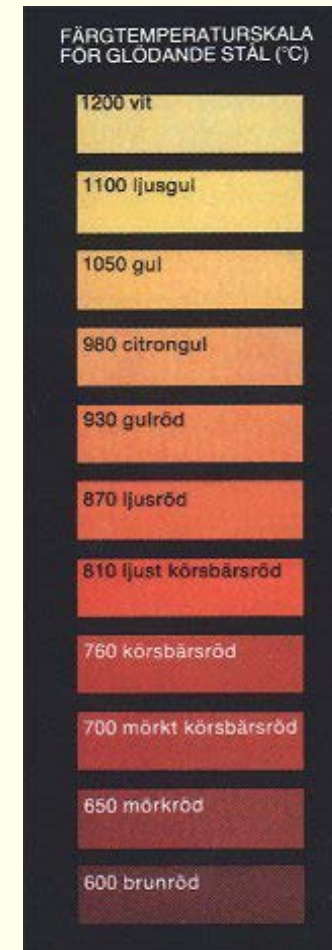 FÄRGTEMPERATURSKALA
FÖR GLÖDANDE STÅL (°C)
1200 vit
1100 ljusgul
1050 gul
980 citrongul
930 gulröd
870 ljusröd
810 ljust körsbärsröd
760 körsbärsröd
700 mörkt körsbärsröd
650 mörkröd
600 brunröd